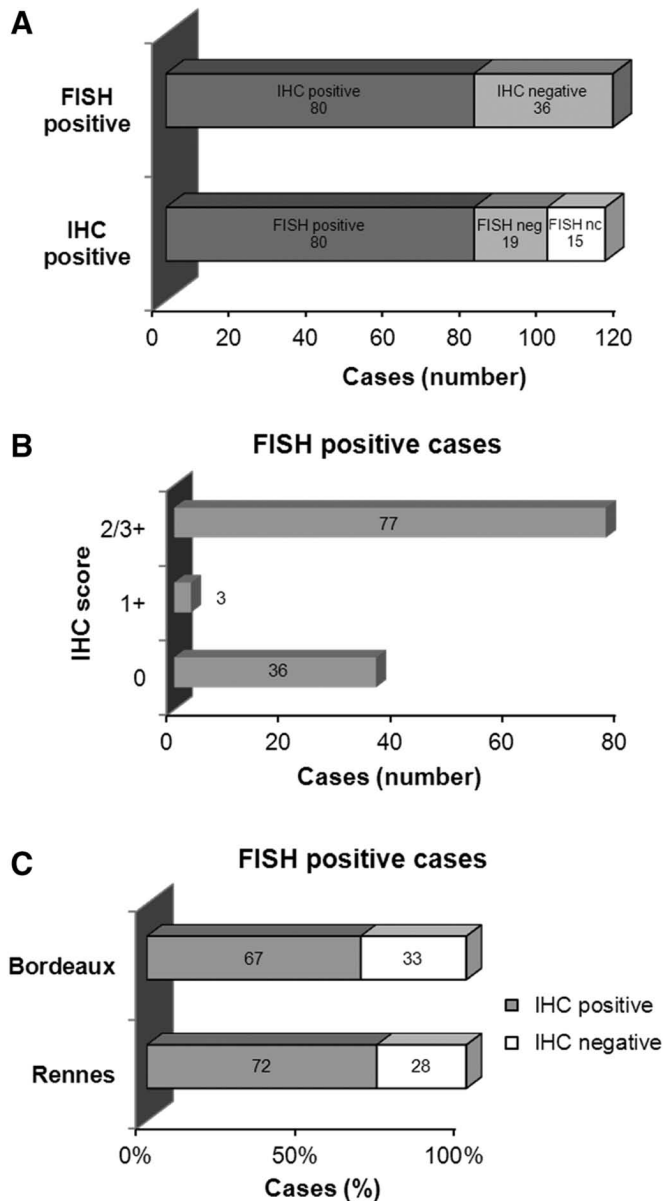 A
FISH
positive
IHC positive
80
IHC negative
36
IHC
positive
FISH positive
80
FISH neg
19
FISH nc
15
0 20 40 60 80 100 120
Cases (number)
B
FISH positive cases
IHC score
2/3+
77
1+
3
0
36
0 20 40 60 80
Cases (number)
C
FISH positive cases
Bordeaux
67 33
Rennes
72 28
IHC positive
IHC negative
0% 50% 100%
Cases (%)